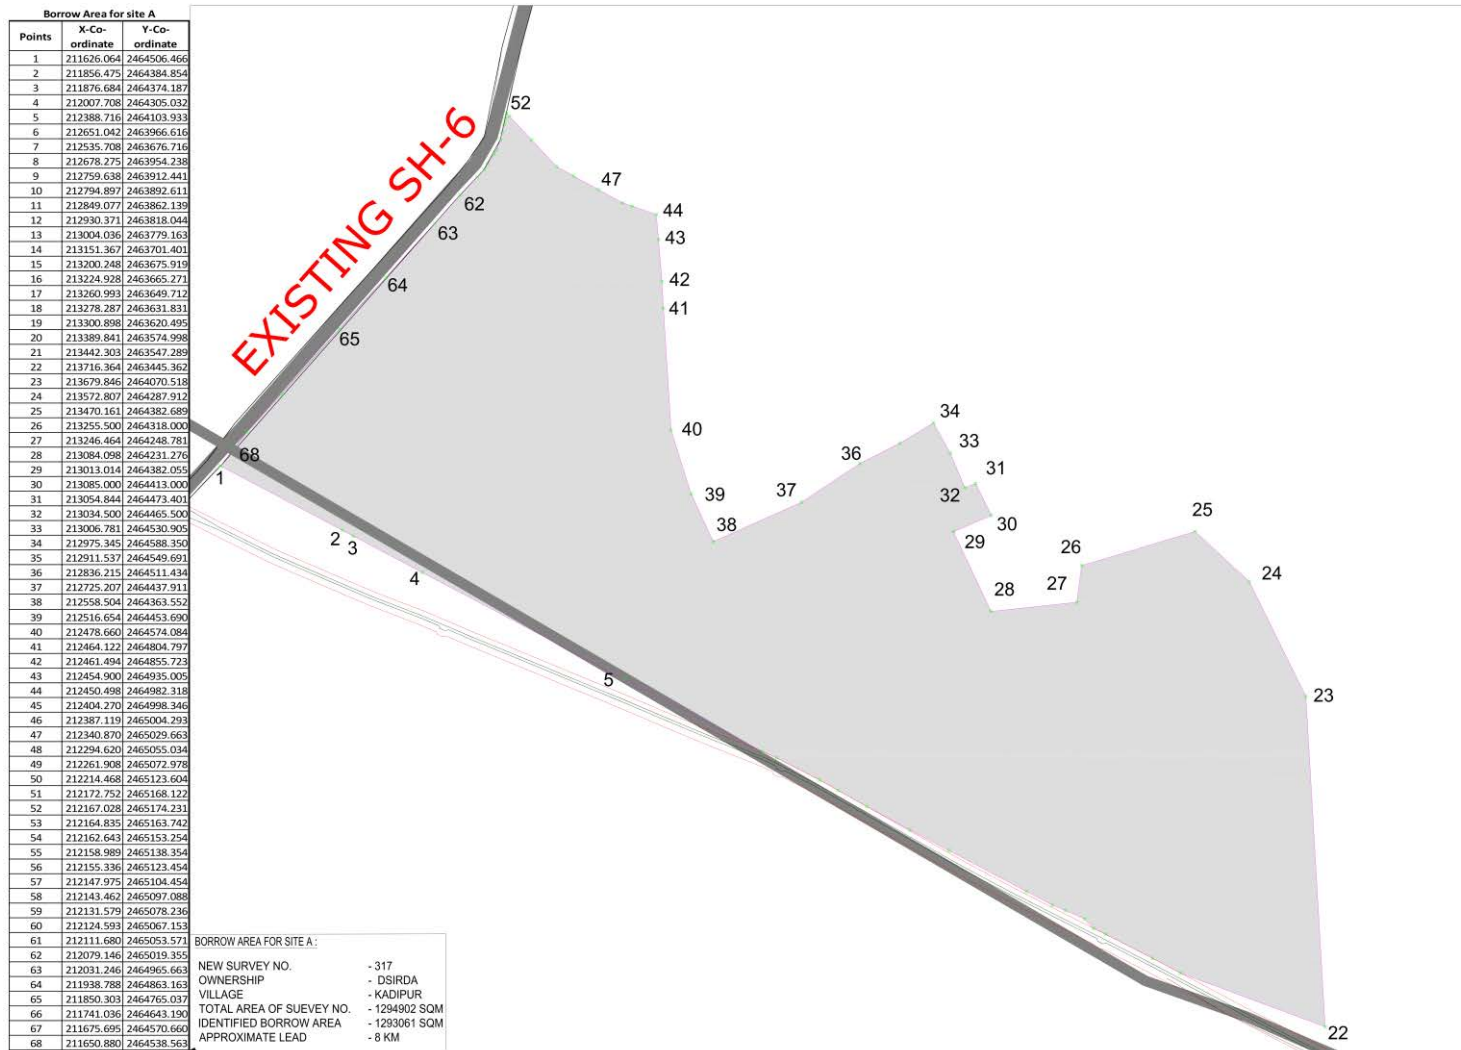 Borrow Area for site A
Points X-Co-ordinate Y-Co-ordinate
1 211626.064 2464506.466
2 211856.475 2464384.854
3 211876.684 2464374.187
4 212007.708 2464305.032
5 212388.716 2464103.933
6 212651.042 2463966.616
7 212535.708 2463676.716
8 212678.275 2463954.238
9 212759.638 2463912.441
10 212794.897 2463892.611
11 212849.077 2463862.139
12 212930.371 2463818.044
13 213004.036 2463779.163
14 213151.367 2463701.401
15 213200.248 2463675.919
16 213224.928 2463665.271
17 213260.993 2463649.712
18 213278.287 2463631.831
19 213300.898 2463620.495
20 213389.841 2463574.998
21 213442.303 2463547.289
22 213716.364 2463445.362
23 213679.846 2464070.518
24 213572.807 2464287.912
25 213470.161 2464382.689
26 213255.500 2464318.000
27 213246.464 2464248.781
28 213084.098 2464231.276
29 213013.014 2464382.055
30 213085.000 2464413.000
31 213054.844 2464473.401
32 213034.500 2464465.500
33 213006.781 2464530.905
34 212975.345 2464588.350
35 212911.537 2464549.691
36 212836.215 2464511.434
37 212725.207 2464437.911
38 212558.504 2464363.552
39 212516.654 2464453.690
40 212478.660 2464574.084
41 212464.122 2464804.797
42 212461.494 2464855.723
43 212454.900 2464935.005
44 212450.498 2464982.318
45 212404.270 2464998.346
46 212387.119 2465004.293
47 212340.870 2465029.663
48 212294.620 2465055.034
49 212261.908 2465072.978
50 212214.468 2465123.604
51 212172.752 2465168.122
52 212167.028 2465174.231
53 212164.835 2465163.742
54 212162.643 2465153.254
55 212158.989 2465138.354
56 212155.336 2465123.454
57 212147.975 2465104.454
58 212143.462 2465097.088
59 212131.579 2465078.236
60 212124.593 2465067.153
61 212111.680 2465053.571
62 212079.146 2465019.355
63 212031.246 2464965.663
64 211938.788 2464863.163
65 211850.303 2464765.037
66 211741.036 2464643.190
67 211675.695 2464570.660
68 211650.880 2464538.563
EXISTING SH-6
52
47
62
44
63
43
64
42
41
65
34
40
33
68
36
1
31
39
32
37
30
25
2
38
29
3
26
24
4
27
28
5
23
22
BORROW AREA FOR SITE A :
NEW SURVEY NO. - 317
OWNERSHIP - DSIRDA
VILLAGE - KADIPUR
TOTAL AREA OF SUEVEY NO. - 1294902 SQM
IDENTIFIED BORROW AREA - 1293061 SQM
APPROXIMATE LEAD - 8 KM